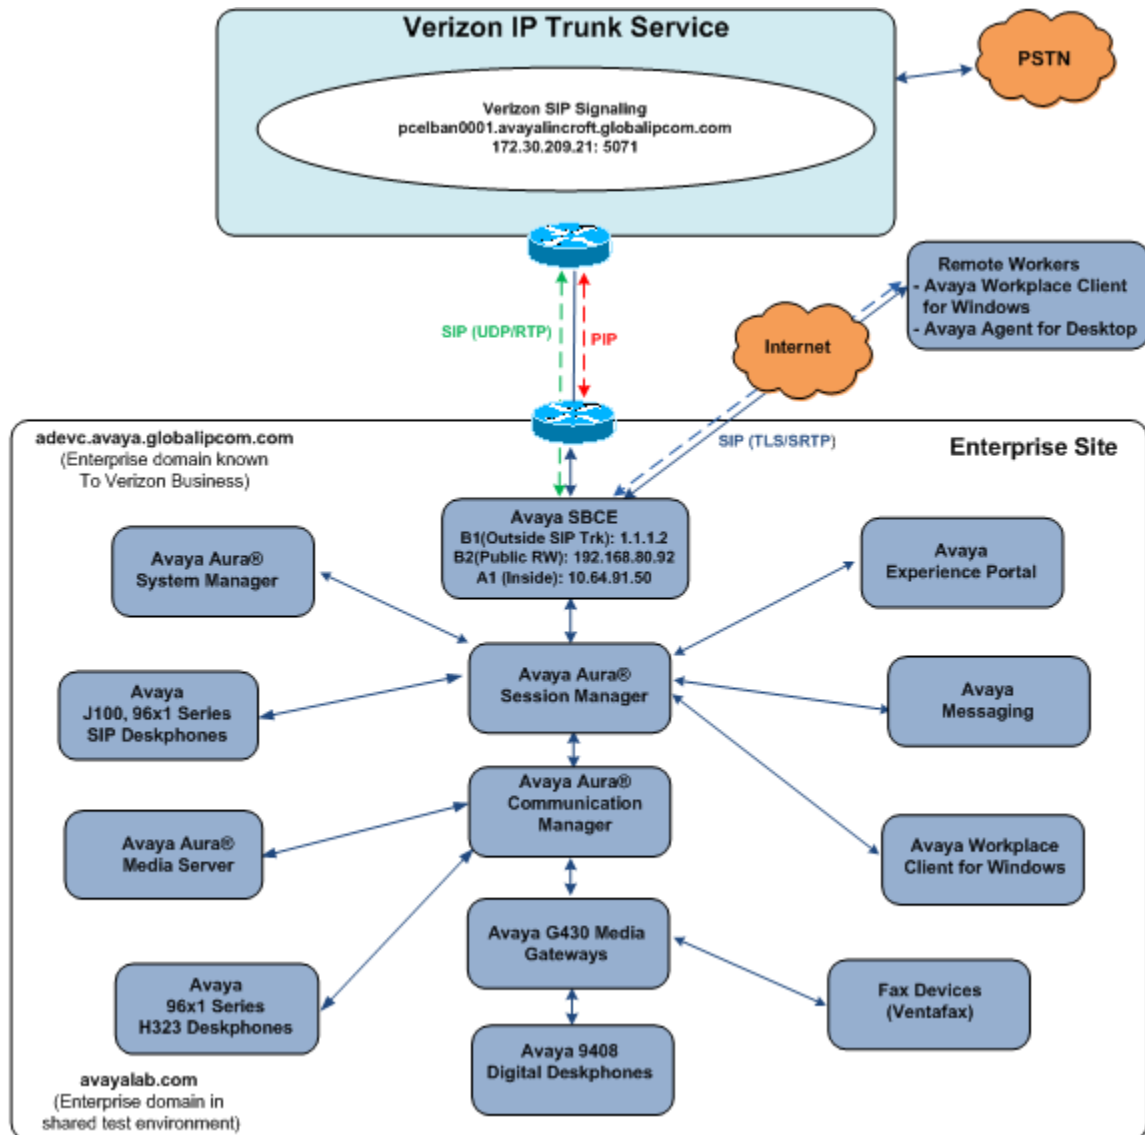 Verizon IP Trunk Service
PSTN
Verizon SIP Signaling
pcelban0001.avayalincroft.globalipcom.com
172.30.209.21: 5071
Remote Workers
- Avaya Workplace Client
for Windows
- Avaya Agent for Desktop
SIP (UDP/RTP)
PIP
Internet
adevc.avaya.globalipcom.com
(Enterprise domain known
To Verizon Business)
SIP (TLS/SRTP)
Enterprise Site
Avaya SBCE
B1(Outside SIP Trk): 1.1.1.2
B2(Public RW): 192.168.80.92
A1 (Inside): 10.64.91.50
Avaya Aura®
System Manager
Avaya
Experience Portal
Avaya Aura®
Session Manager
Avaya
J100, 96x1 Series
SIP Deskphones
Avaya
Messaging
Avaya Aura®
Communication
Manager
Avaya Aura®
Media Server
Avaya Workplace
Client for Windows
Avaya G430 Media
Gateways
Avaya
96x1 Series
H323 Deskphones
Fax Devices
(Ventafax)
Avaya 9408
Digital Deskphones
avayalab.com
(Enterprise domain in
shared test environment)